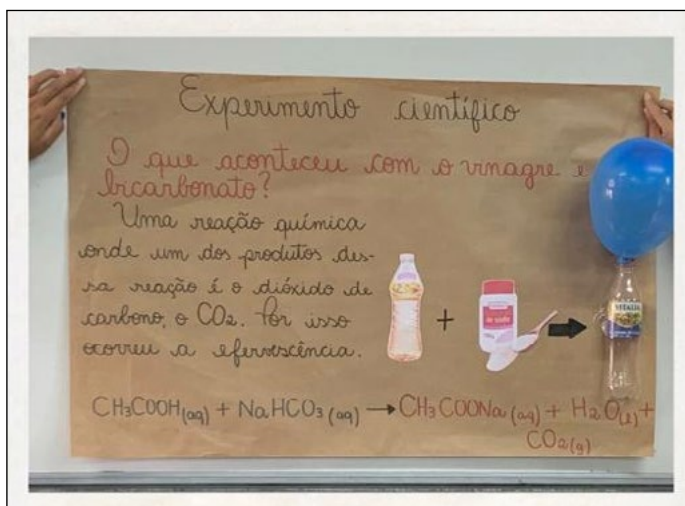 Experimento científico
O que aconteceu com o vinagre e
bicarbonato?
Uma reação química
onde um dos produtos des-
sa reação é o dióxido de
carbono, o CO2. Por isso
ocorreu a efervescência.
+
VITALIA
CH3COOH(aq) + NaHCO3 (aq) → CH3COONa (aq) + H2O(l) +
CO2(g)